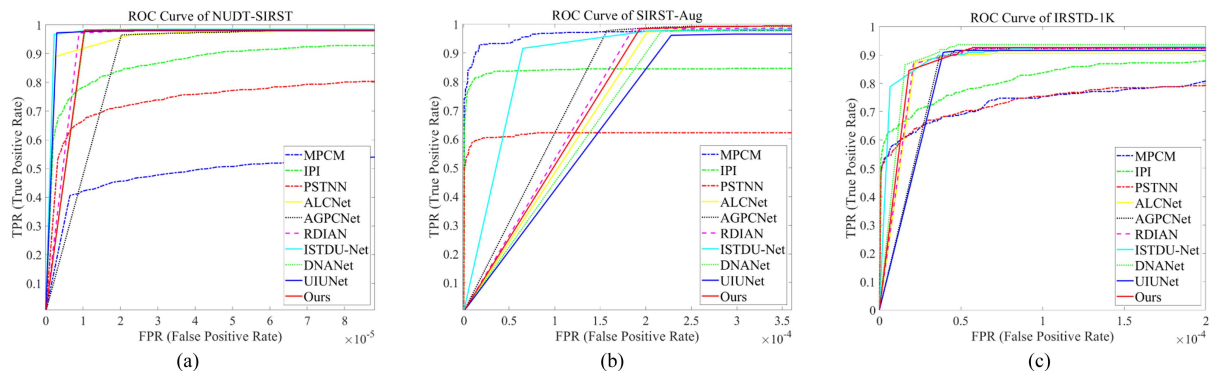 ROC Curve of NUDT-SIRST
TPR (True Positive Rate)
1
0.9
0.8
0.7
0.6
0.5
0.4
0.3
0.2
0.1
MPCM
IPI
PSTNN
ALCNet
AGPCNet
RDIAN
ISTDU-Net
DNANet
UIUNet
Ours
0 1 2 3 4 5 6 7 8
FPR (False Positive Rate)
×10-5
(a)
ROC Curve of SIRST-Aug
TPR (True Positive Rate)
1
0.9
0.8
0.7
0.6
0.5
0.4
0.3
0.2
0.1
MPCM
IPI
PSTNN
ALCNet
AGPCNet
RDIAN
ISTDU-Net
DNANet
UIUNet
Ours
0 0.5 1 1.5 2 2.5 3 3.5
FPR (False Positive Rate)
×10-4
(b)
ROC Curve of IRSTD-1K
TPR (True Positive Rate)
1
0.9
0.8
0.7
0.6
0.5
0.4
0.3
0.2
0.1
MPCM
IPI
PSTNN
ALCNet
AGPCNet
RDIAN
ISTDU-Net
DNANet
UIUNet
Ours
0 0.5 1 1.5 2
FPR (False Positive Rate)
×10-4
(c)